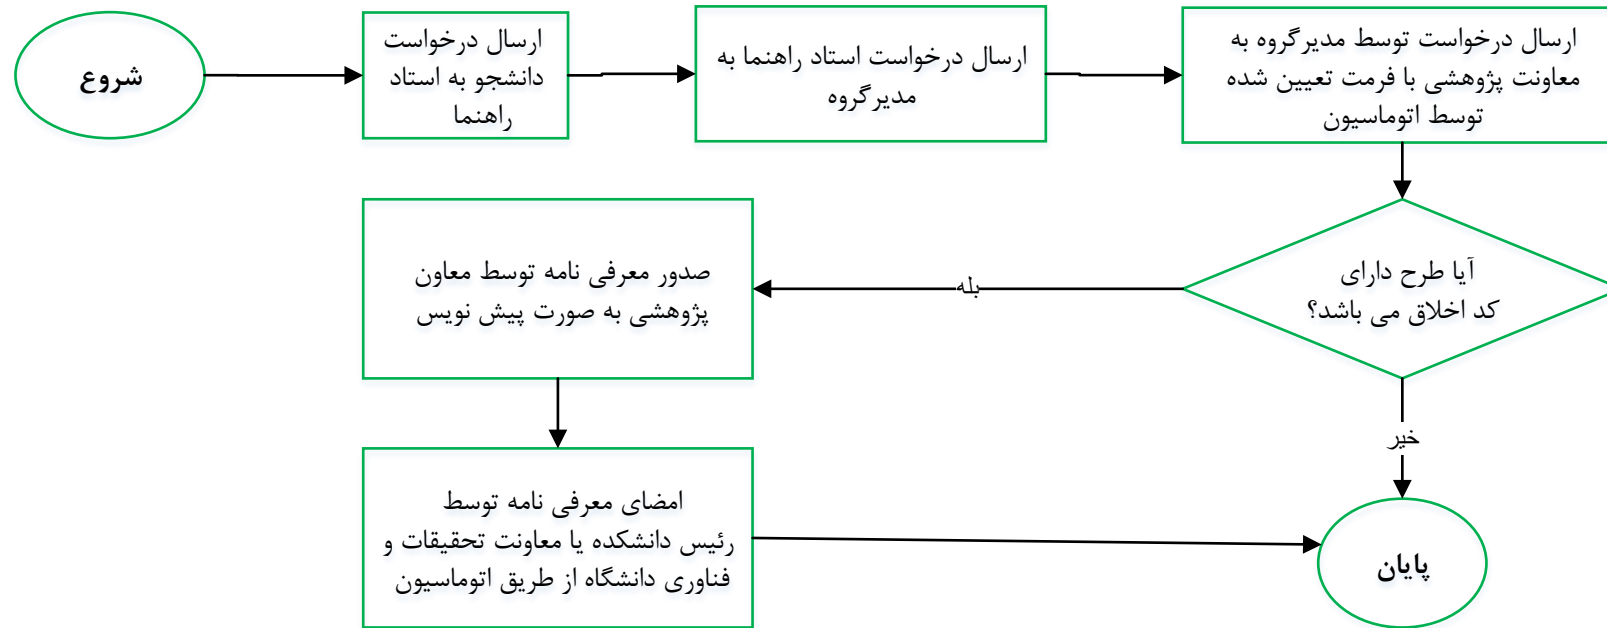 شروع
ارسال درخواست
دانشجو به استاد
راهنما
ارسال درخواست استاد راهنما به
مدیرگروه
ارسال درخواست توسط مدیرگروه به
معاونت پژوهشی با فرمت تعیین شده
توسط اتوماسیون
آیا طرح دارای
کد اخلاق می باشد؟
بله
صدور معرفی نامه توسط معاون
پژوهشی به صورت پیش نویس
خیر
امضای معرفی نامه توسط
رئیس دانشکده یا معاونت تحقیقات و
فناوری دانشگاه از طریق اتوماسیون
پایان